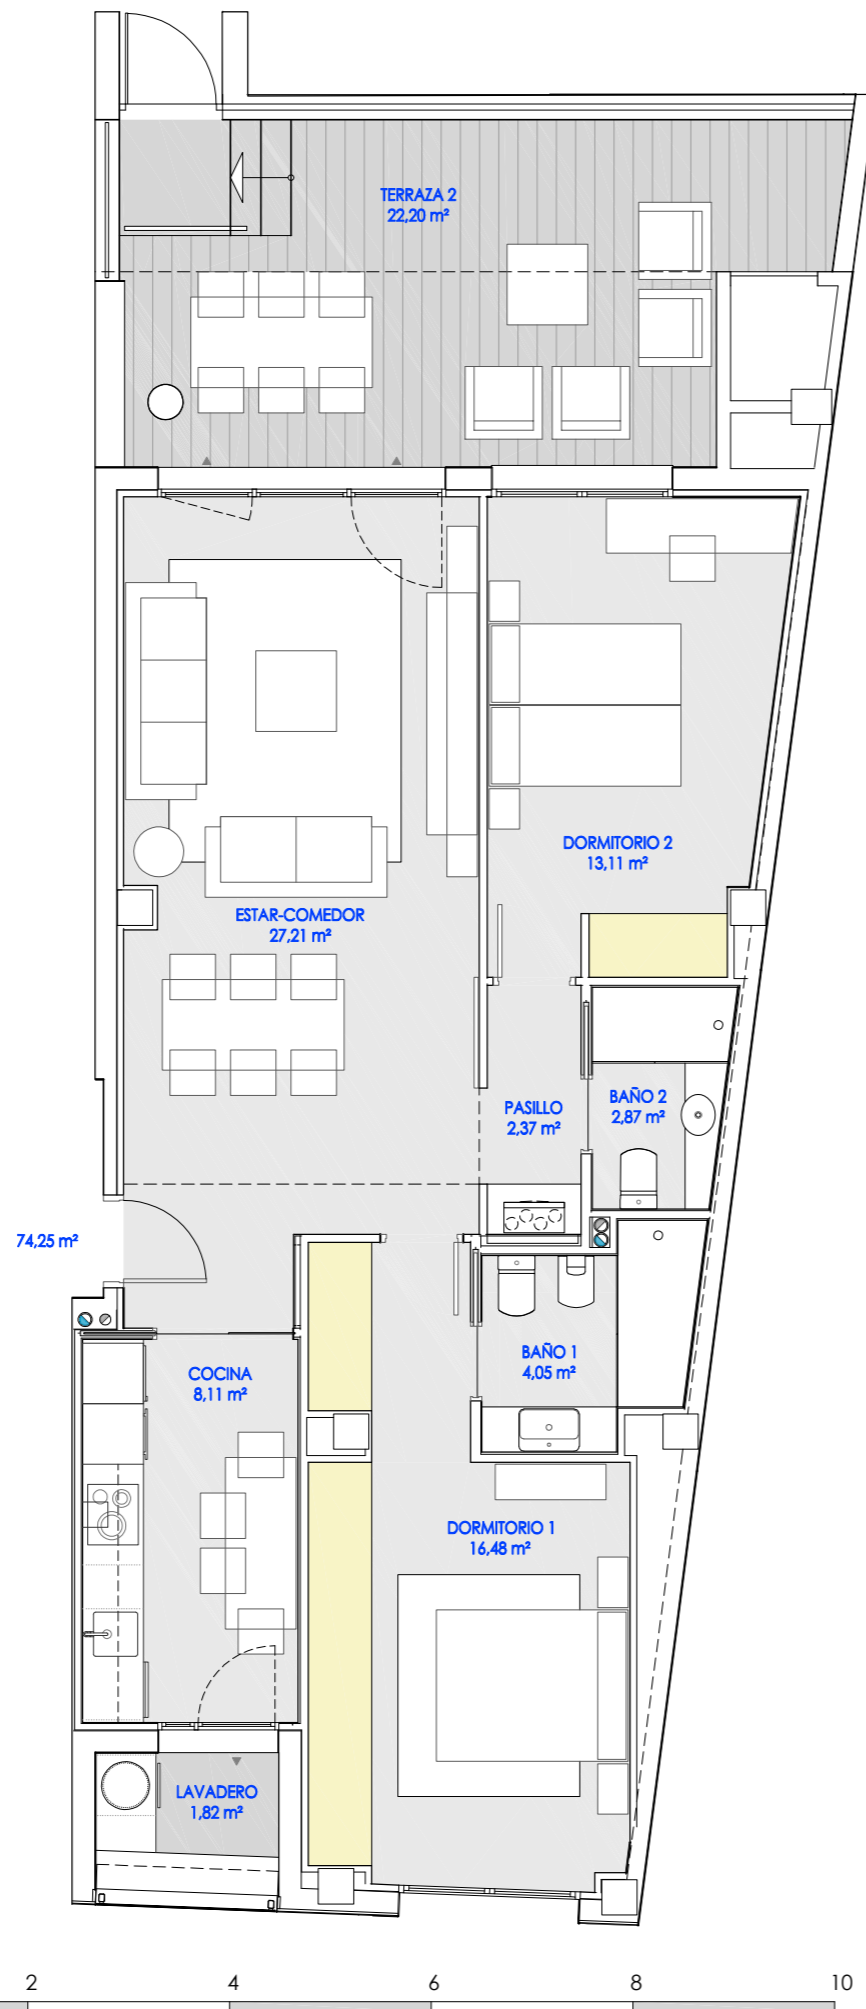 TERRAZA 2
22,20 m²
DORMITORIO 2
13,11 m²
ESTAR-COMEDOR
27,21 m²
PASILLO
2,37 m²
BAÑO 2
2,87 m²
74,25 m²
BAÑO 1
4,05 m²
COCINA
8,11 m²
DORMITORIO 1
16,48 m²
LAVADERO
1,82 m²
2 4 6 8 10